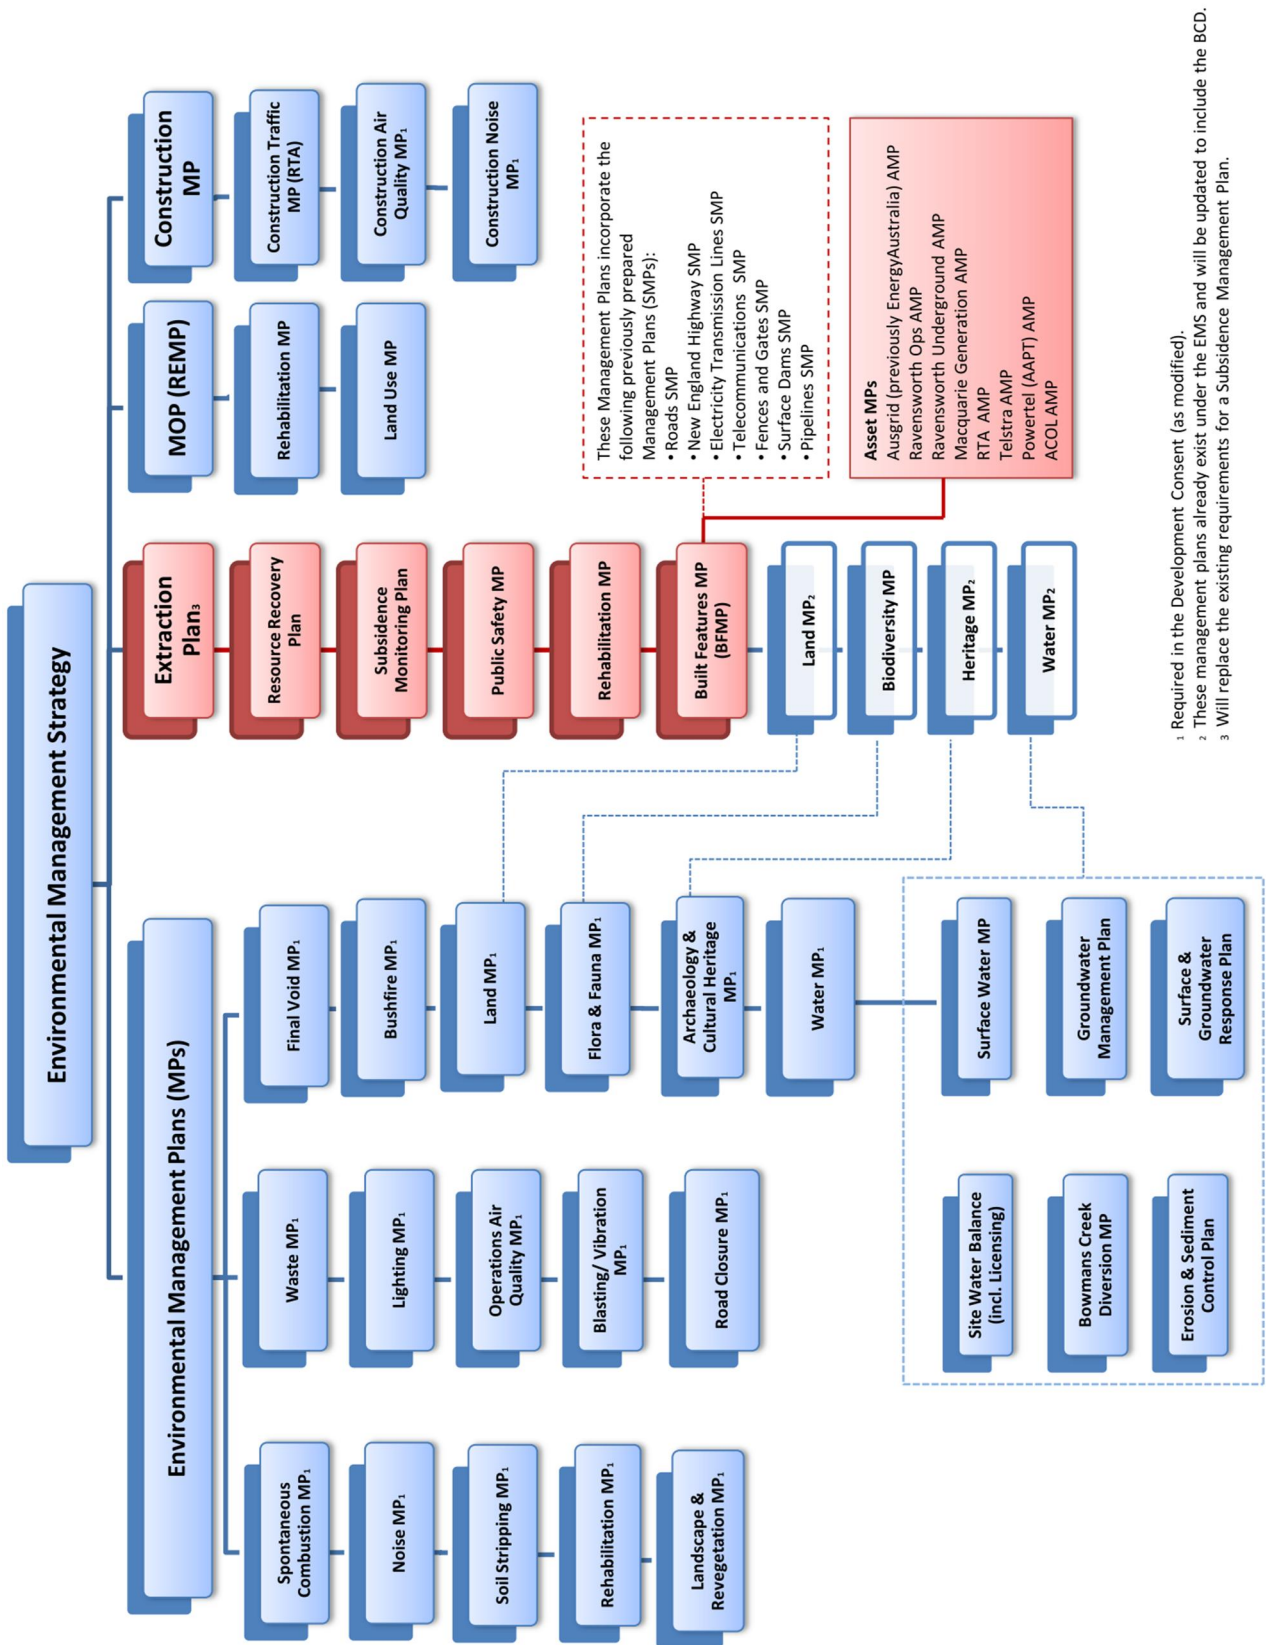 Environmental Management Strategy
Environmental Management Plans (MPs)
Spontaneous
Combustion MP₁
Noise MP₁
Soil Stripping MP₁
Rehabilitation MP₁
Landscape &
Revegetation MP₁
Waste MP₁
Lighting MP₁
Operations Air
Quality MP₁
Blasting/ Vibration
MP₁
Road Closure MP₁
Final Void MP₁
Bushfire MP₁
Land MP₁
Flora & Fauna MP₁
Archaeology &
Cultural Heritage
MP₁
Water MP₁
Site Water Balance
(incl. Licensing)
Bowmans Creek
Diversion MP
Erosion & Sediment
Control Plan
Surface Water MP
Groundwater
Management Plan
Surface &
Groundwater
Response Plan
Extraction
Plan₃
Resource Recovery
Plan
Subsidence
Monitoring Plan
Public Safety MP
Rehabilitation MP
Built Features MP
(BFMP)
Land MP₂
Biodiversity MP
Heritage MP₂
Water MP₂
MOP (REMP)
Rehabilitation MP
Land Use MP
Construction
MP
Construction Traffic
MP (RTA)
Construction Air
Quality MP₁
Construction Noise
MP₁
These Management Plans incorporate the
following previously prepared
Management Plans (SMPs):
• Roads SMP
• New England Highway SMP
• Electricity Transmission Lines SMP
• Telecommunications SMP
• Fences and Gates SMP
• Surface Dams SMP
• Pipelines SMP
Asset MPs
Ausgrid (previously EnergyAustralia) AMP
Ravensworth Ops AMP
Ravensworth Underground AMP
Macquarie Generation AMP
RTA AMP
Telstra AMP
Powertel (AAPT) AMP
ACOL AMP
₁ Required in the Development Consent (as modified).
₂ These management plans already exist under the EMS and will be updated to include the BCD.
₃ Will replace the existing requirements for a Subsidence Management Plan.